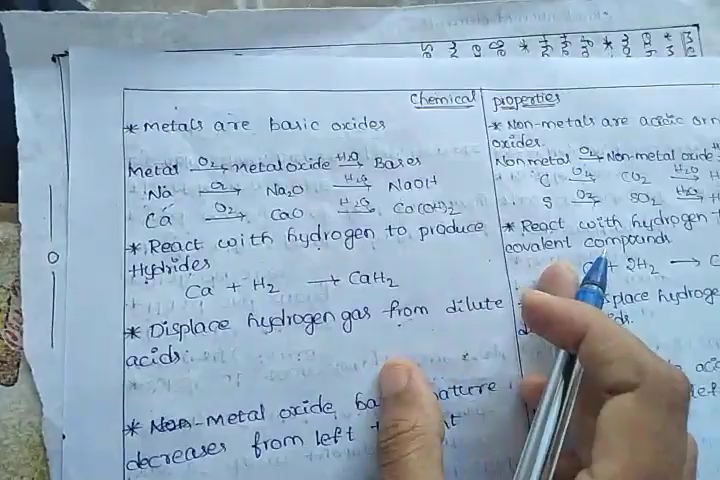 Chemical properties
* Metals are basic oxides
Metal O2→ metal oxide H2O→ Bases
Na O2→ Na2O H2O→ NaOH
Ca O2→ CaO H2O→ Ca(OH)2
* React with hydrogen to produce
Hydrides
Ca + H2 → CaH2
* Displace hydrogen gas from dilute
acids.
* Non-metal oxide nature
decreases from left
* Non-metals are acidic
oxides.
Non metal O2→ Non-metal oxide
C O2→ CO2 H2O→
S O2→ SO2 H2O→
* React with hydrogen
covalent compounds
+ 2H2 →